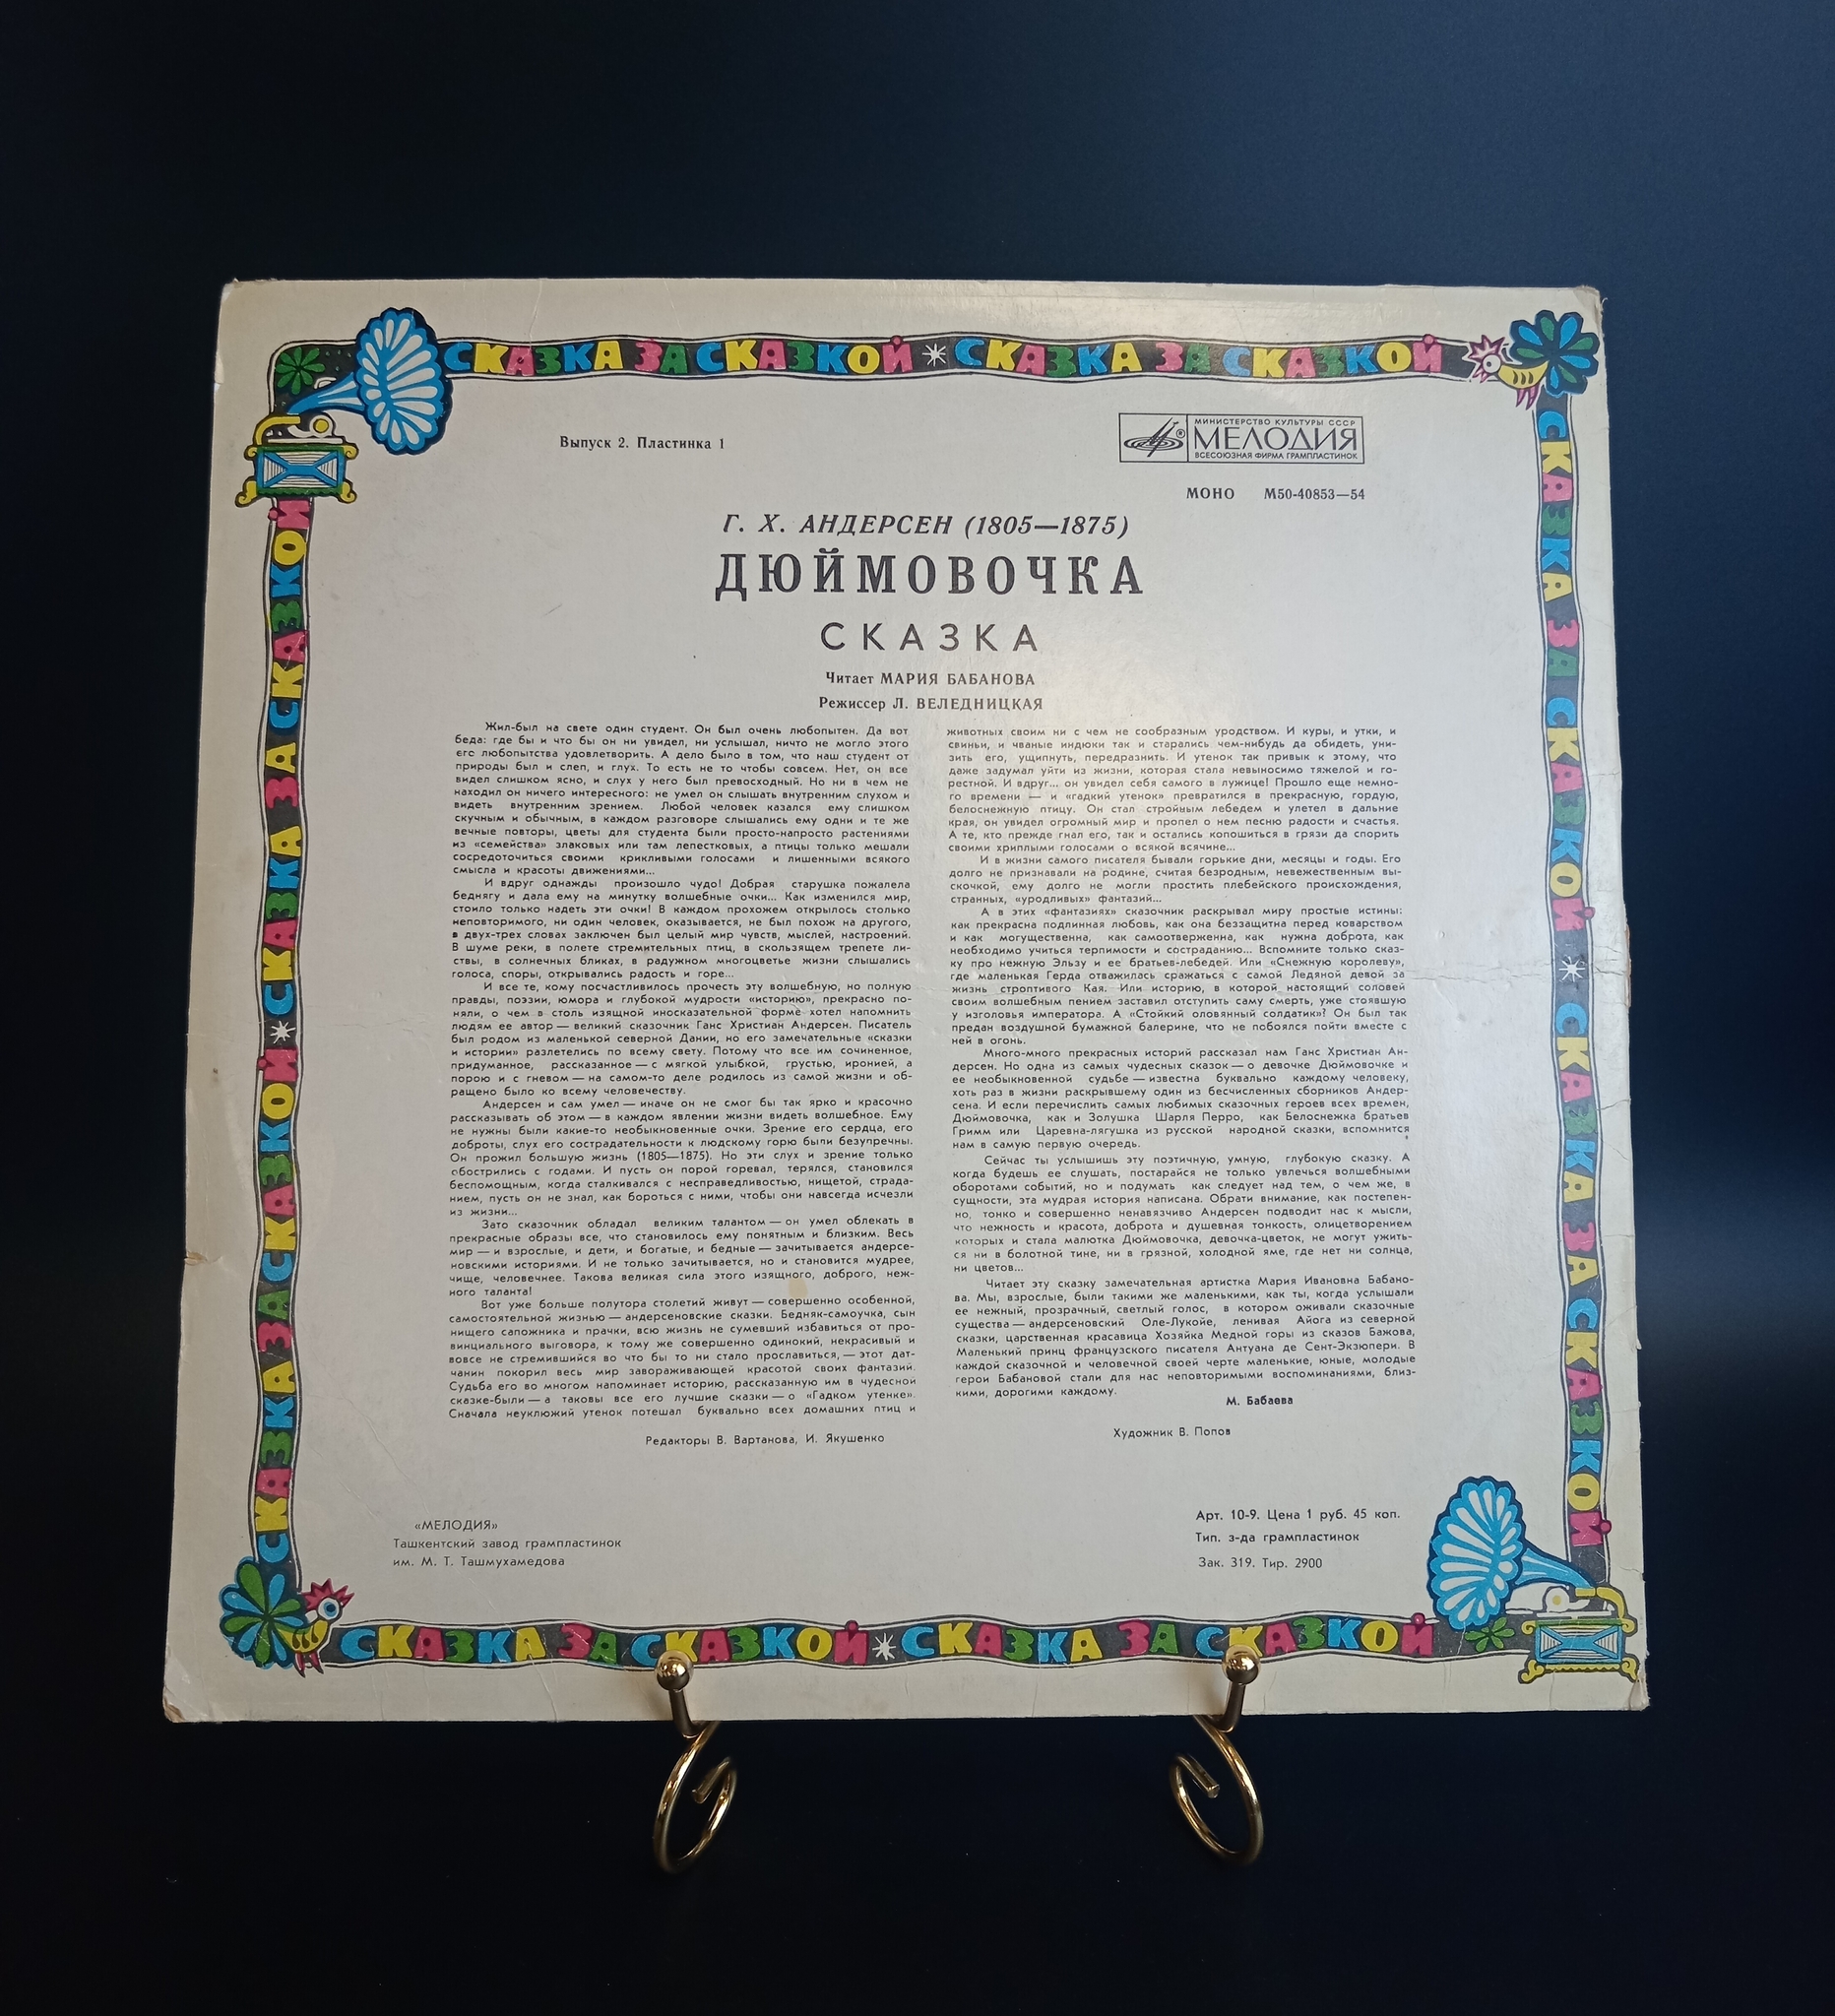 СКАЗКА ЗА СКАЗКОЙ * СКАЗКА ЗА СКАЗКОЙ
СКАЗКА ЗА СКАЗКОЙ * СКАЗКА ЗА СКАЗКОЙ
Выпуск 2. Пластинка 1
МИНИСТЕРСТВО КУЛЬТУРЫ СССР
МЕЛОДИЯ
ВСЕСОЮЗНАЯ ФИРМА ГРАМПЛАСТИНОК
МОНО М50-40853—54
Г. Х. АНДЕРСЕН (1805—1875)
ДЮЙМОВОЧКА
СКАЗКА
Читает МАРИЯ БАБАНОВА
Режиссер Л. ВЕЛЕДНИЦКАЯ
Жил-был на свете один студент. Он был очень любопытен. Да вот
беда: где бы и что бы он ни увидел, ни услышал, ничто не могло этого
его любопытства удовлетворить. А дело было в том, что наш студент от
природы был и слеп, и глух. То есть не то чтобы совсем. Нет, он все
видел слишком ясно, и слух у него был превосходный. Но ни в чем не
находил он ничего интересного: не умел он слышать внутренним слухом и
видеть внутренним зрением. Любой человек казался ему слишком
скучным и обычным, в каждом разговоре слышались ему одни и те же
вечные повторы, цветы для студента были просто-напросто растениями
из «семейства» злаковых или там лепестковых, а птицы только мешали
сосредоточиться своими крикливыми голосами и лишенными всякого
смысла и красоты движениями...
И вдруг однажды произошло чудо! Добрая старушка пожалела
беднягу и дала ему на минутку волшебные очки... Как изменился мир,
стоило только надеть эти очки! В каждом прохожем открылось столько
неповторимого, ни один человек, оказывается, не был похож на другого,
в двух-трех словах заключен был целый мир чувств, мыслей, настроений.
В шуме реки, в полете стремительных птиц, в скользящем трепете ли-
ствы, в солнечных бликах, в радужном многоцветье жизни слышались
голоса, споры, открывались радость и горе...
И все те, кому посчастливилось прочесть эту волшебную, но полную
правды, поэзии, юмора и глубокой мудрости «историю», прекрасно по-
няли, о чем в столь изящной иносказательной форме хотел напомнить
людям ее автор — великий сказочник Ганс Христиан Андерсен. Писатель
был родом из маленькой северной Дании, но его замечательные «сказки
и истории» разлетелись по всему свету. Потому что все им сочиненное,
придуманное, рассказанное — с мягкой улыбкой, грустью, иронией, а
порою и с гневом — на самом-то деле родилось из самой жизни и об-
ращено было ко всему человечеству.
Андерсен и сам умел — иначе он не смог бы так ярко и красочно
рассказывать об этом — в каждом явлении жизни видеть волшебное. Ему
не нужны были какие-то необыкновенные очки. Зрение его сердца, его
доброты, слух его сострадательности к людскому горю были безупречны.
Он прожил большую жизнь (1805—1875). Но эти слух и зрение только
обострились с годами. И пусть он порой горевал, терялся, становился
беспомощным, когда сталкивался с несправедливостью, нищетой, страда-
нием, пусть он не знал, как бороться с ними, чтобы они навсегда исчезли
из жизни...
Зато сказочник обладал великим талантом — он умел облекать в
прекрасные образы все, что становилось ему понятным и близким. Весь
мир — и взрослые, и дети, и богатые, и бедные — зачитывается андерсе-
новскими историями. И не только зачитывается, но и становится мудрее,
чище, человечнее. Такова великая сила этого изящного, доброго, неж-
ного таланта!
Вот уже больше полутора столетий живут — совершенно особенной,
самостоятельной жизнью — андерсеновские сказки. Бедняк-самоучка, сын
нищего сапожника и прачки, всю жизнь не сумевший избавиться от про-
винциального выговора, к тому же совершенно одинокий, некрасивый и
вовсе не стремившийся во что бы то ни стало прославиться, — этот дат-
чанин покорил весь мир завораживающей красотой своих фантазий.
Судьба его во многом напоминает историю, рассказанную им в чудесной
сказке-были — а таковы все его лучшие сказки — о «Гадком утенке».
Сначала неуклюжий утенок потешал буквально всех домашних птиц и
животных своим ни с чем не сообразным уродством. И куры, и утки, и
свиньи, и чваные индюки так и старались чем-нибудь да обидеть, уни-
зить его, ущипнуть, передразнить. И утенок так привык к этому, что
даже задумал уйти из жизни, которая стала невыносимо тяжелой и го-
рестной. И вдруг... он увидел себя самого в лужице! Прошло еще немно-
го времени — и «гадкий утенок» превратился в прекрасную, гордую,
белоснежную птицу. Он стал стройным лебедем и улетел в дальние
края, он увидел огромный мир и пропел о нем песню радости и счастья.
А те, кто прежде гнал его, так и остались копошиться в грязи да спорить
своими хриплыми голосами о всякой всячине...
И в жизни самого писателя бывали горькие дни, месяцы и годы. Его
долго не признавали на родине, считая безродным, невежественным вы-
скочкой, ему долго не могли простить плебейского происхождения,
странных, «уродливых» фантазий...
А в этих «фантазиях» сказочник раскрывал миру простые истины:
как прекрасна подлинная любовь, как она беззащитна перед коварством
и как могущественна, как самоотверженна, как нужна доброта, как
необходимо учиться терпимости и состраданию... Вспомните только сказ-
ку про нежную Эльзу и ее братьев-лебедей. Или «Снежную королеву»,
где маленькая Герда отважилась сражаться с самой Ледяной девой за
жизнь строптивого Кая. Или историю, в которой настоящий соловей
своим волшебным пением заставил отступить саму смерть, уже стоявшую
у изголовья императора. А «Стойкий оловянный солдатик»? Он был так
предан воздушной бумажной балерине, что не побоялся пойти вместе с
ней в огонь.
Много-много прекрасных историй рассказал нам Ганс Христиан Ан-
дерсен. Но одна из самых чудесных сказок — о девочке Дюймовочке и
ее необыкновенной судьбе — известна буквально каждому человеку,
хоть раз в жизни раскрывшему один из бесчисленных сборников Андер-
сена. И если перечислить самых любимых сказочных героев всех времен,
Дюймовочка, как и Золушка Шарля Перро, как Белоснежка братьев
Гримм или Царевна-лягушка из русской народной сказки, вспомнится
нам в самую первую очередь.
Сейчас ты услышишь эту поэтичную, умную, глубокую сказку. А
когда будешь ее слушать, постарайся не только увлечься волшебными
оборотами событий, но и подумать как следует над тем, о чем же, в
сущности, эта мудрая история написана. Обрати внимание, как постепен-
но, тонко и совершенно ненавязчиво Андерсен подводит нас к мысли,
что нежность и красота, доброта и душевная тонкость, олицетворением
которых и стала малютка Дюймовочка, девочка-цветок, не могут ужить-
ся ни в болотной тине, ни в грязной, холодной яме, где нет ни солнца,
ни цветов...
Читает эту сказку замечательная артистка Мария Ивановна Бабано-
ва. Мы, взрослые, были такими же маленькими, как ты, когда услышали
ее нежный, прозрачный, светлый голос, в котором оживали сказочные
существа — андерсеновский Оле-Лукойе, ленивая Айога из северной
сказки, царственная красавица Хозяйка Медной горы из сказов Бажова,
Маленький принц французского писателя Антуана де Сент-Экзюпери. В
каждой сказочной и человечной своей черте маленькие, юные, молодые
герои Бабановой стали для нас неповторимыми воспоминаниями, близ-
кими, дорогими каждому.
М. Бабаева
Редакторы В. Вартанова, И. Якушенко
Художник В. Попов
«МЕЛОДИЯ»
Ташкентский завод грампластинок
им. М. Т. Ташмухамедова
Арт. 10-9. Цена 1 руб. 45 коп.
Тип. з-да грампластинок
Зак. 319. Тир. 2900
СКАЗКА ЗА СКАЗКОЙ * СКАЗКА ЗА СКАЗКОЙ
СКАЗКА ЗА СКАЗКОЙ * СКАЗКА ЗА СКАЗКОЙ